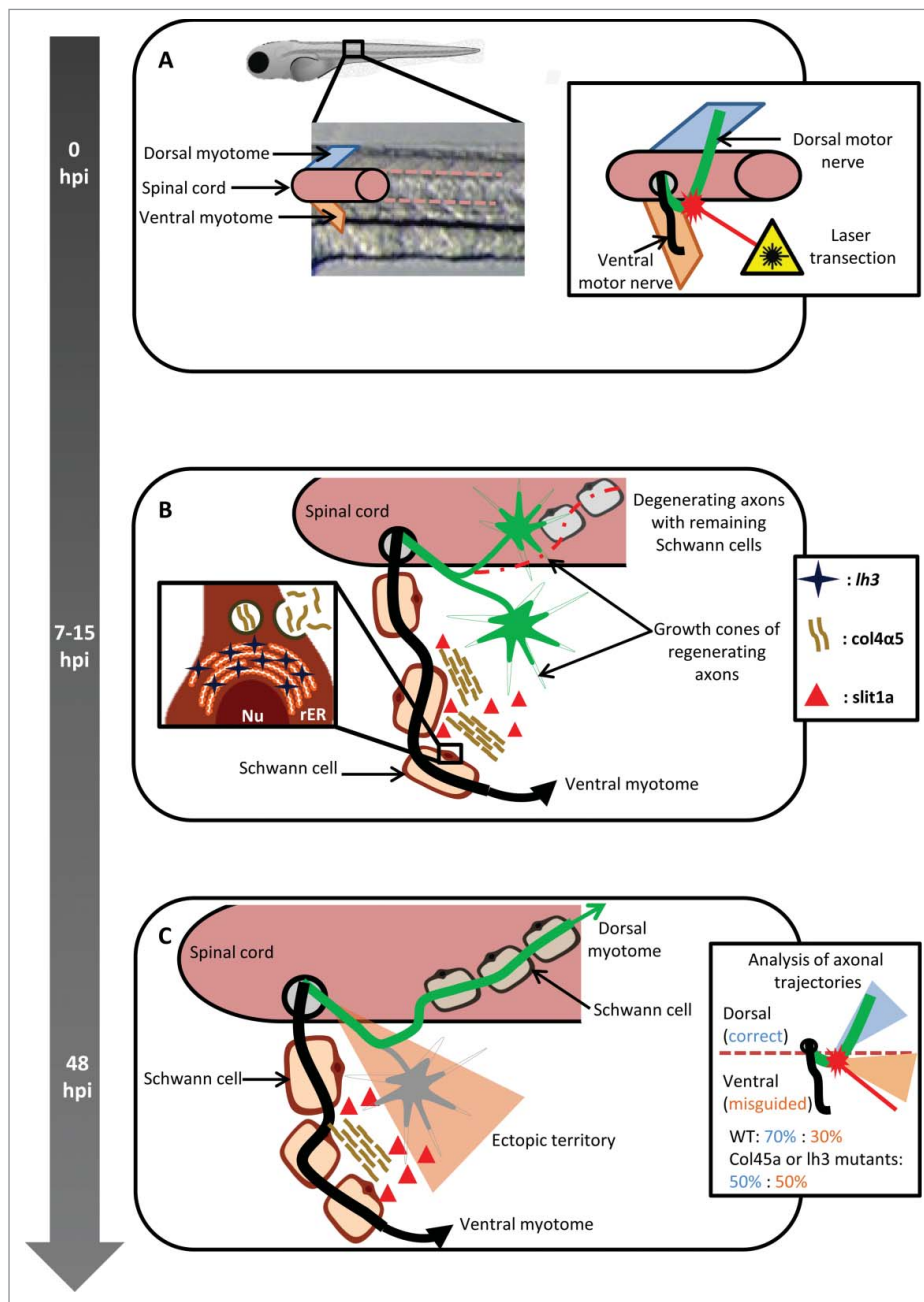 0
hpi
A
Dorsal myotome
Spinal cord
Ventral myotome
Dorsal motor
nerve
Ventral
motor nerve
Laser
transection
7-15
hpi
B
Spinal cord
Degenerating axons
with remaining
Schwann cells
Growth cones of
regenerating
axons
Nu
rER
Schwann cell
Ventral myotome
: lh3
: col4α5
: slit1a
48
hpi
C
Spinal cord
Dorsal
myotome
Schwann cell
Schwann cell
Ectopic territory
Ventral myotome
Analysis of axonal
trajectories
Dorsal
(correct)
Ventral
(misguided)
WT: 70% : 30%
Col45a or lh3 mutants:
50% : 50%